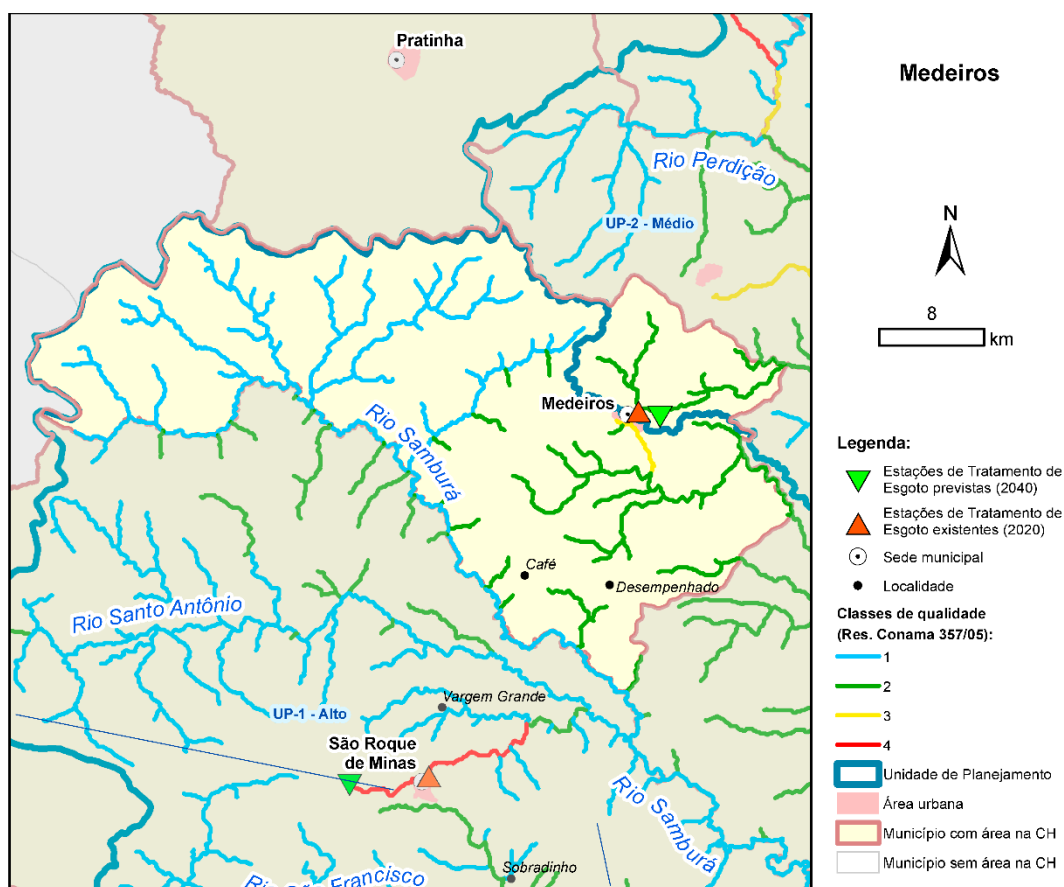 Pratinha
Rio Perdição
UP-2 - Médio
Medeiros
Rio Samburá
Café
Desempenhado
Rio Santo Antônio
Vargem Grande
UP-1 - Alto
São Roque
de Minas
Rio Samburá
Sobradinho
Rio São Francisco
Medeiros
N
8
km
Legenda:
Estações de Tratamento de
Esgoto previstas (2040)
Estações de Tratamento de
Esgoto existentes (2020)
Sede municipal
Localidade
Classes de qualidade
(Res. Conama 357/05):
1
2
3
4
Unidade de Planejamento
Área urbana
Município com área na CH
Município sem área na CH